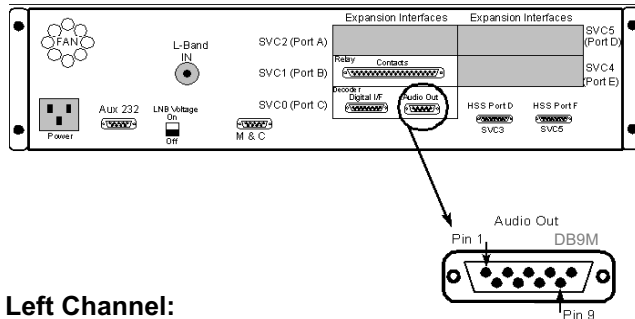 Expansion Interfaces
Expansion Interfaces
FAN
L-Band
IN
SVC2 (Port A)
SVC5
(Port D)
Relay
Contacts
SVC1 (Port B)
SVC4
(Port E)
Decoder
Digital I/F
Audio Out
SVC0 (Port C)
HSS Port D
HSS Port F
Aux 232
LNB Voltage
On
Off
Power
M & C
SVC3
SVC5
Audio Out
Pin 1
DB9M
Left Channel:
Pin 9